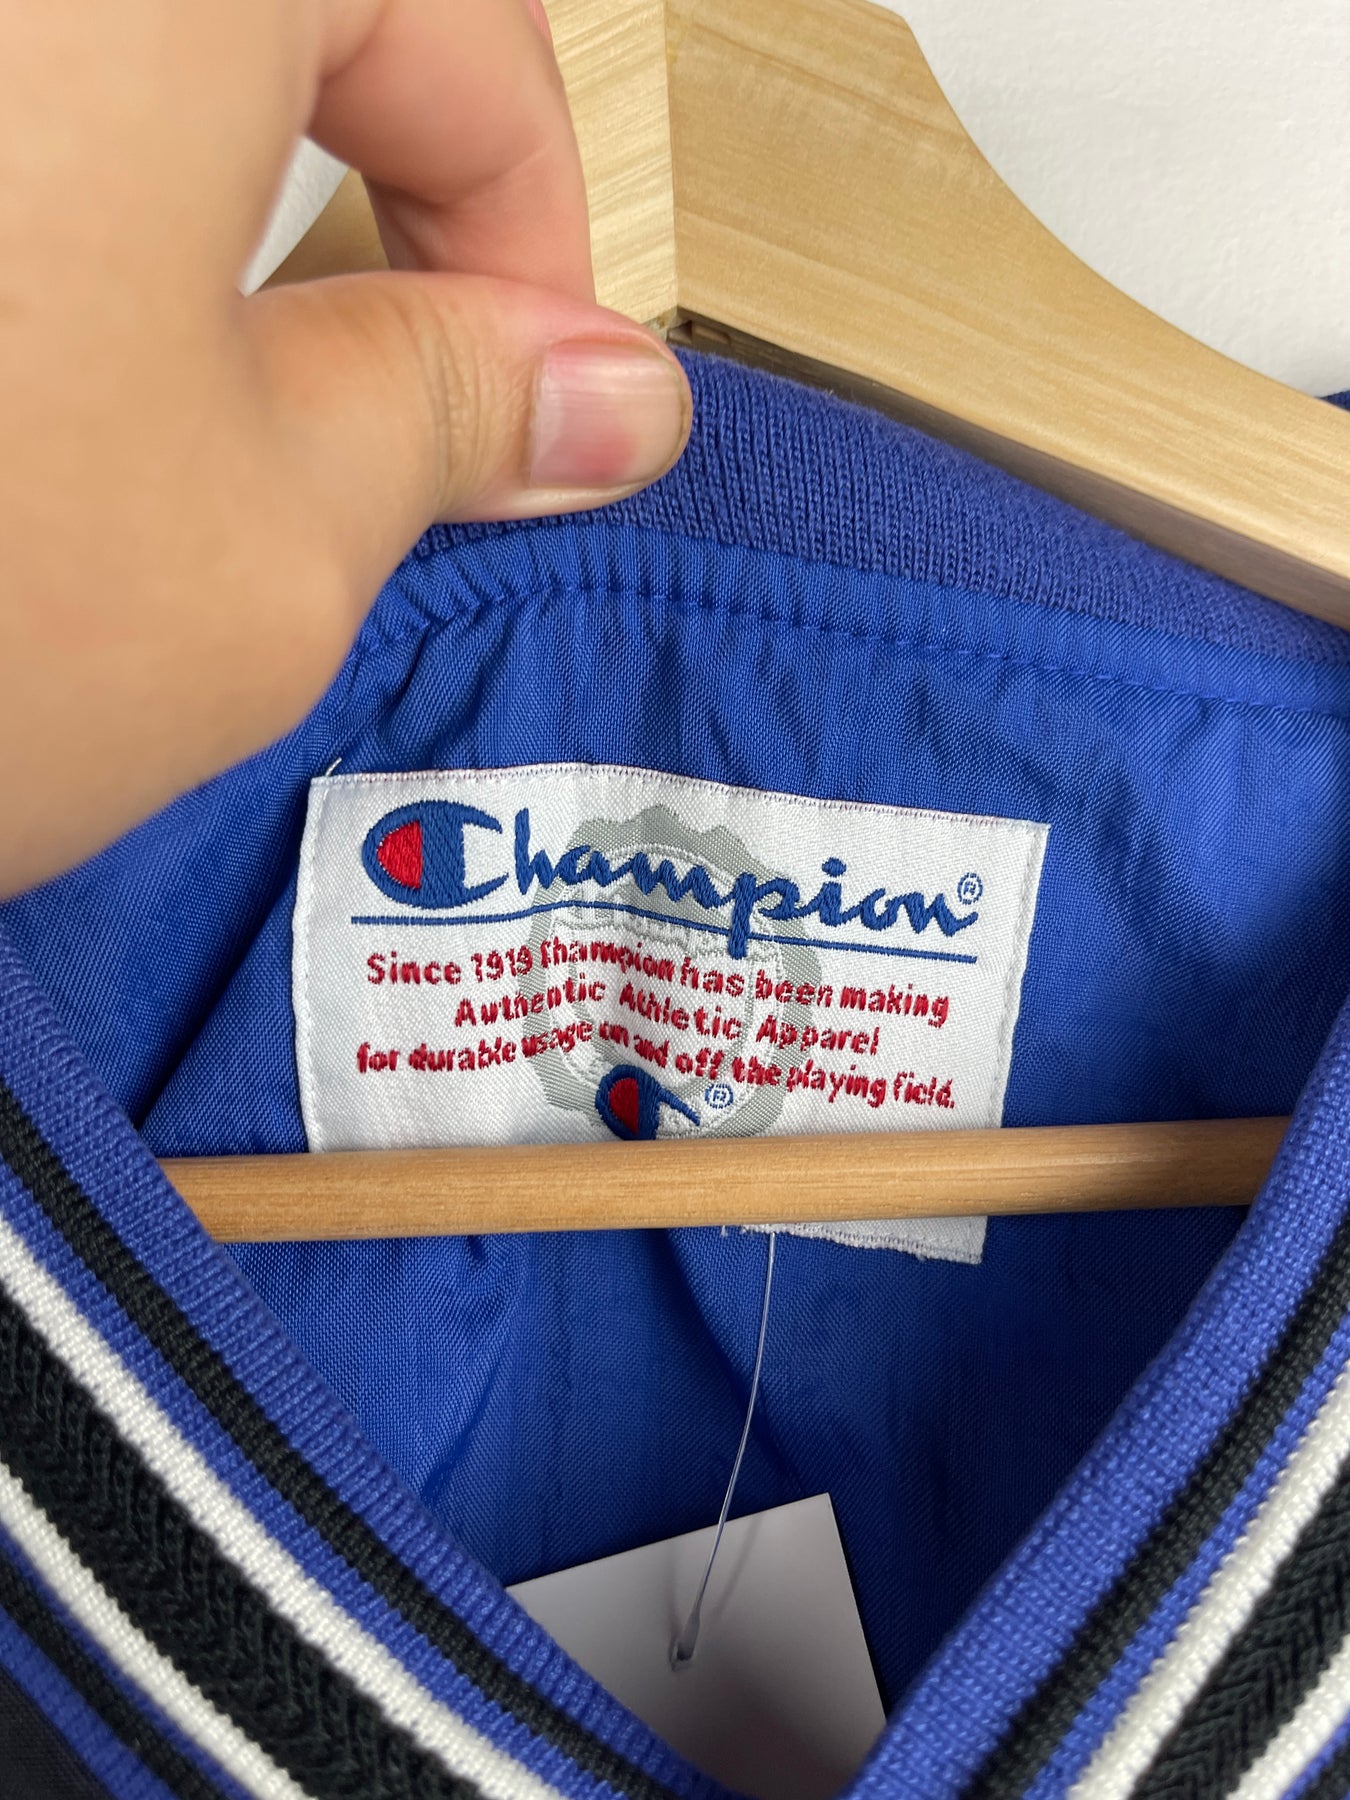 Champion®
Since 1919 Champion has been making
Authentic Athletic Apparel
for durable usage on and off the playing field.
®